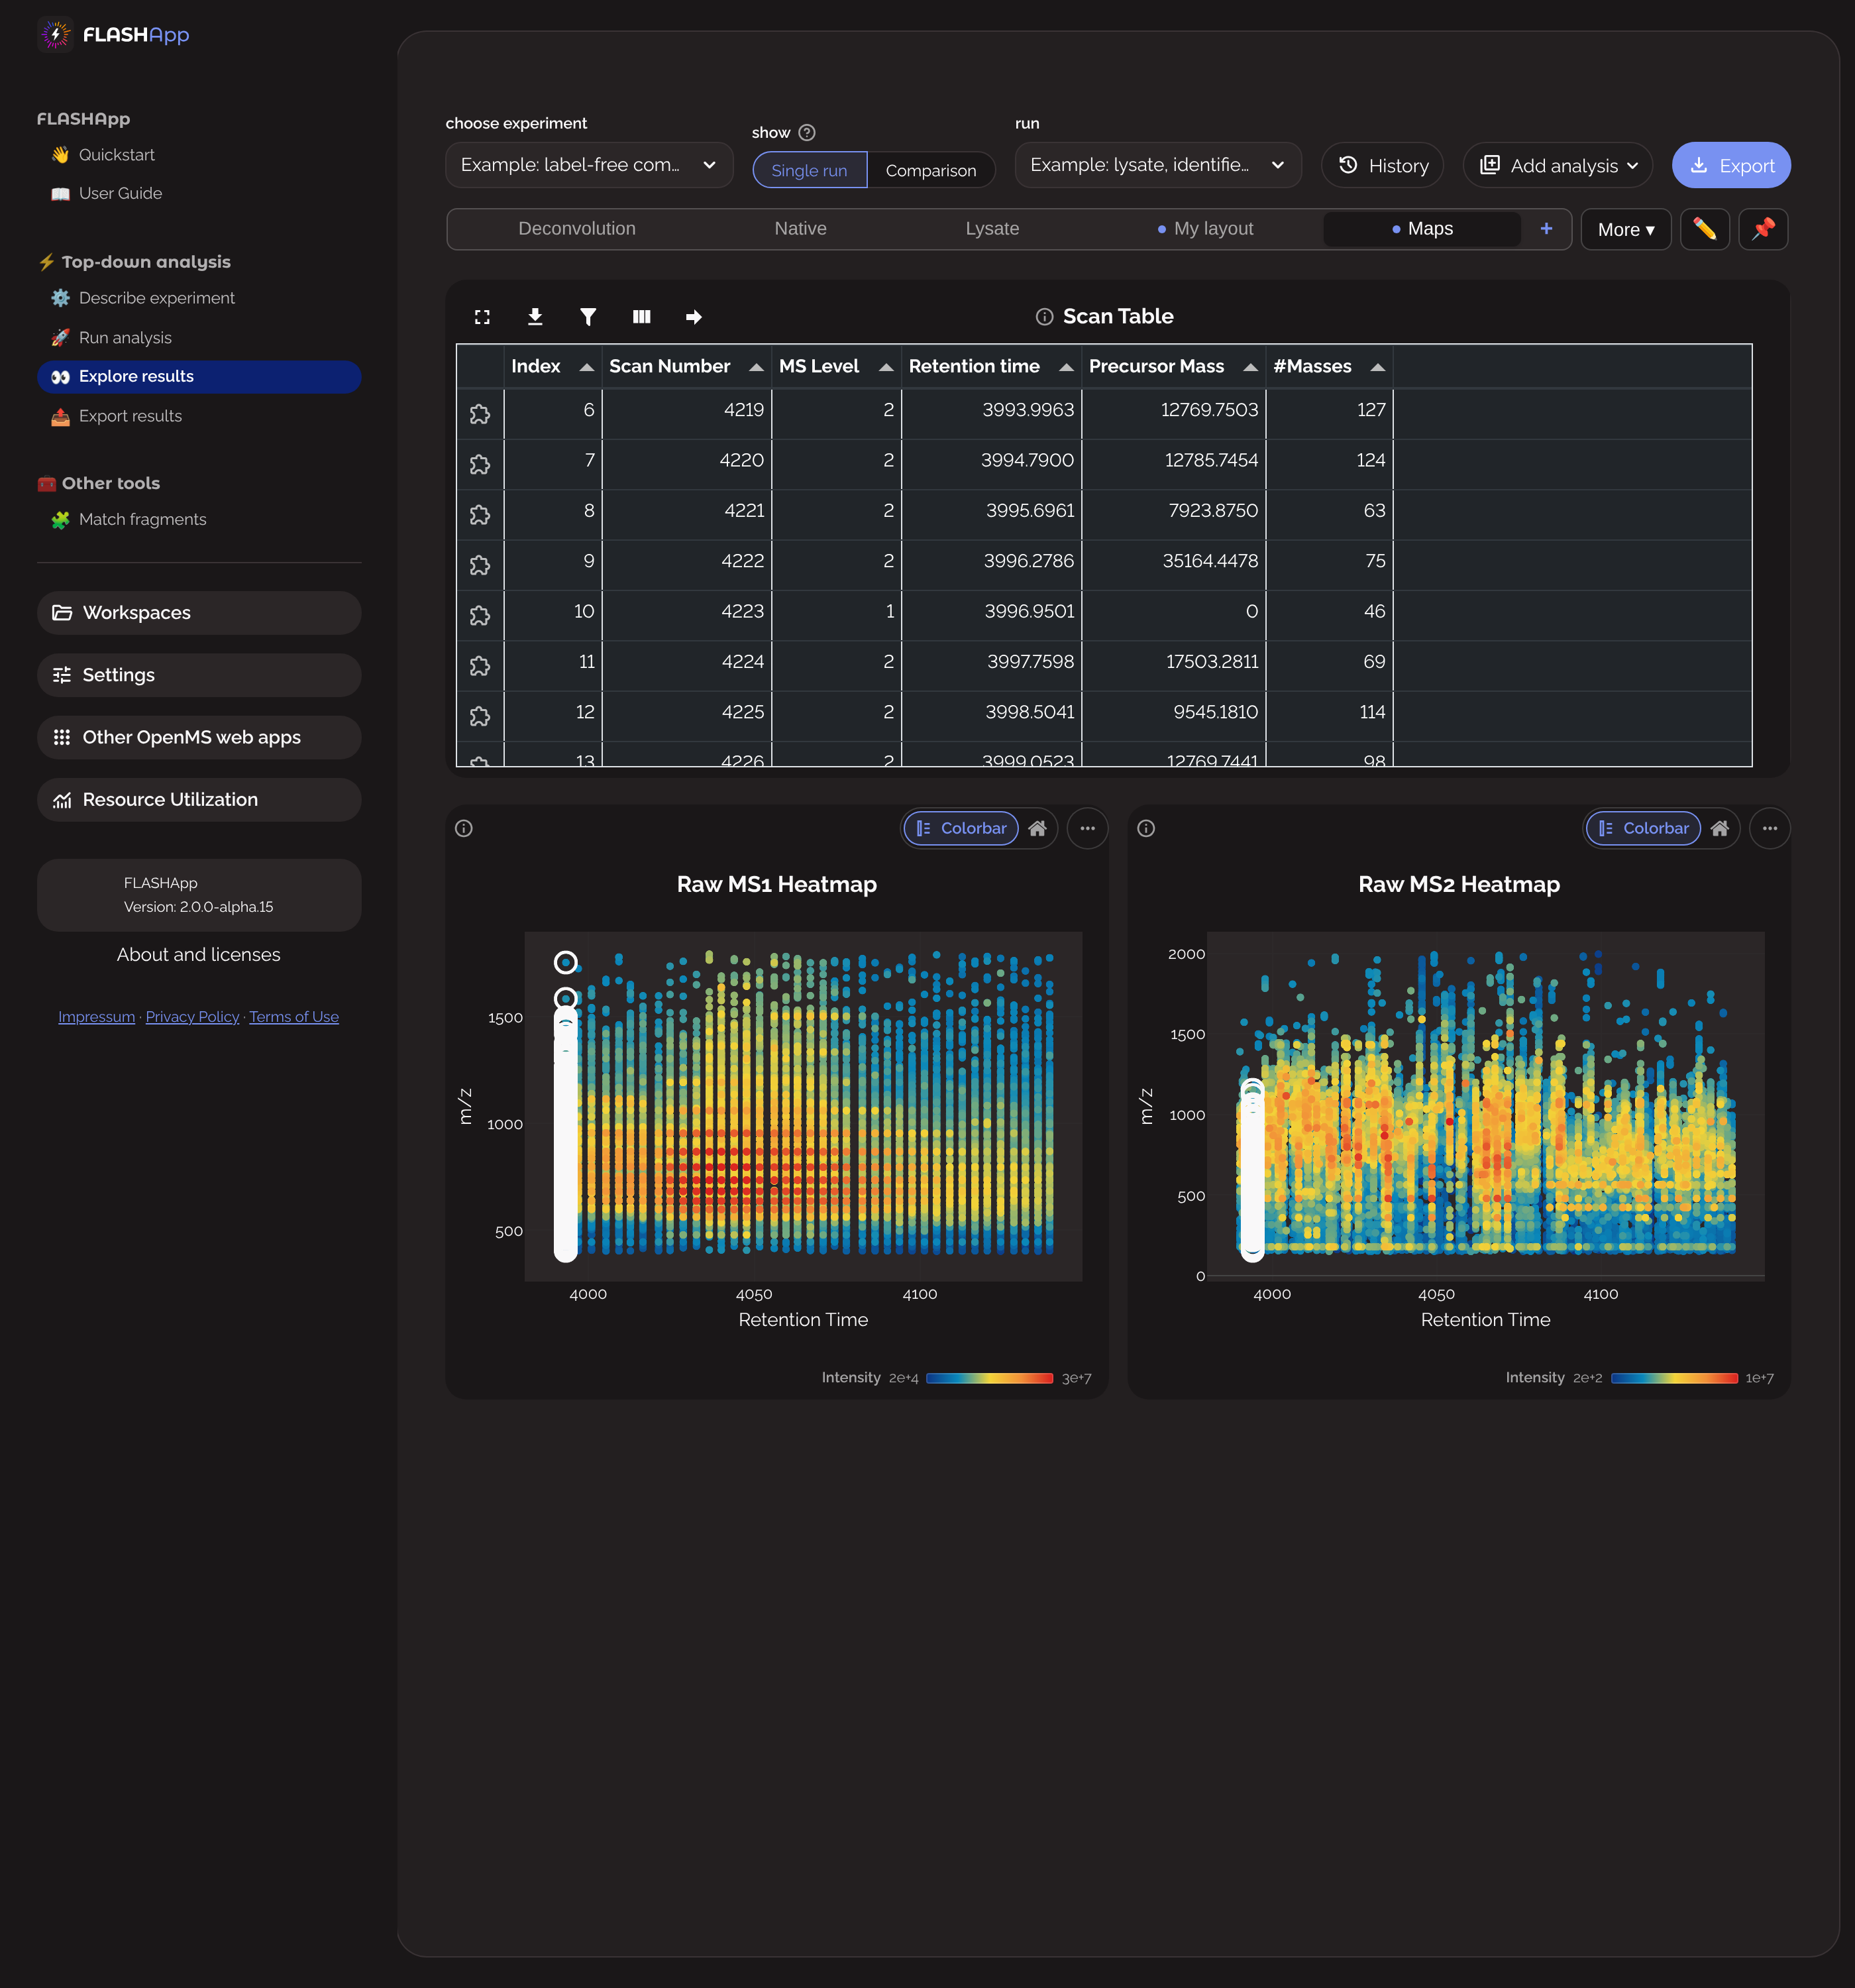 FLASHApp
FLASHApp
Quickstart
User Guide
Top-down analysis
Describe experiment
Run analysis
Explore results
Export results
Other tools
Match fragments
Workspaces
Settings
Other OpenMS web apps
Resource Utilization
FLASHApp
Version: 2.0.0-alpha.15
About and licenses
Impressum · Privacy Policy · Terms of Use
choose experiment
Example: label-free com...
show
Single run Comparison
run
Example: lysate, identifie...
History
Add analysis
Export
Deconvolution Native Lysate My layout Maps +
More ▾
Scan Table
Index Scan Number MS Level Retention time Precursor Mass #Masses
6 4219 2 3993.9963 12769.7503 127
7 4220 2 3994.7900 12785.7454 124
8 4221 2 3995.6961 7923.8750 63
9 4222 2 3996.2786 35164.4478 75
10 4223 1 3996.9501 0 46
11 4224 2 3997.7598 17503.2811 69
12 4225 2 3998.5041 9545.1810 114
13 4226 2 3999.0523 12769.7441 98
Colorbar
Raw MS1 Heatmap
m/z
1500
1000
500
4000 4050 4100
Retention Time
Intensity 2e+4 3e+7
Colorbar
Raw MS2 Heatmap
m/z
2000
1500
1000
500
0
4000 4050 4100
Retention Time
Intensity 2e+2 1e+7